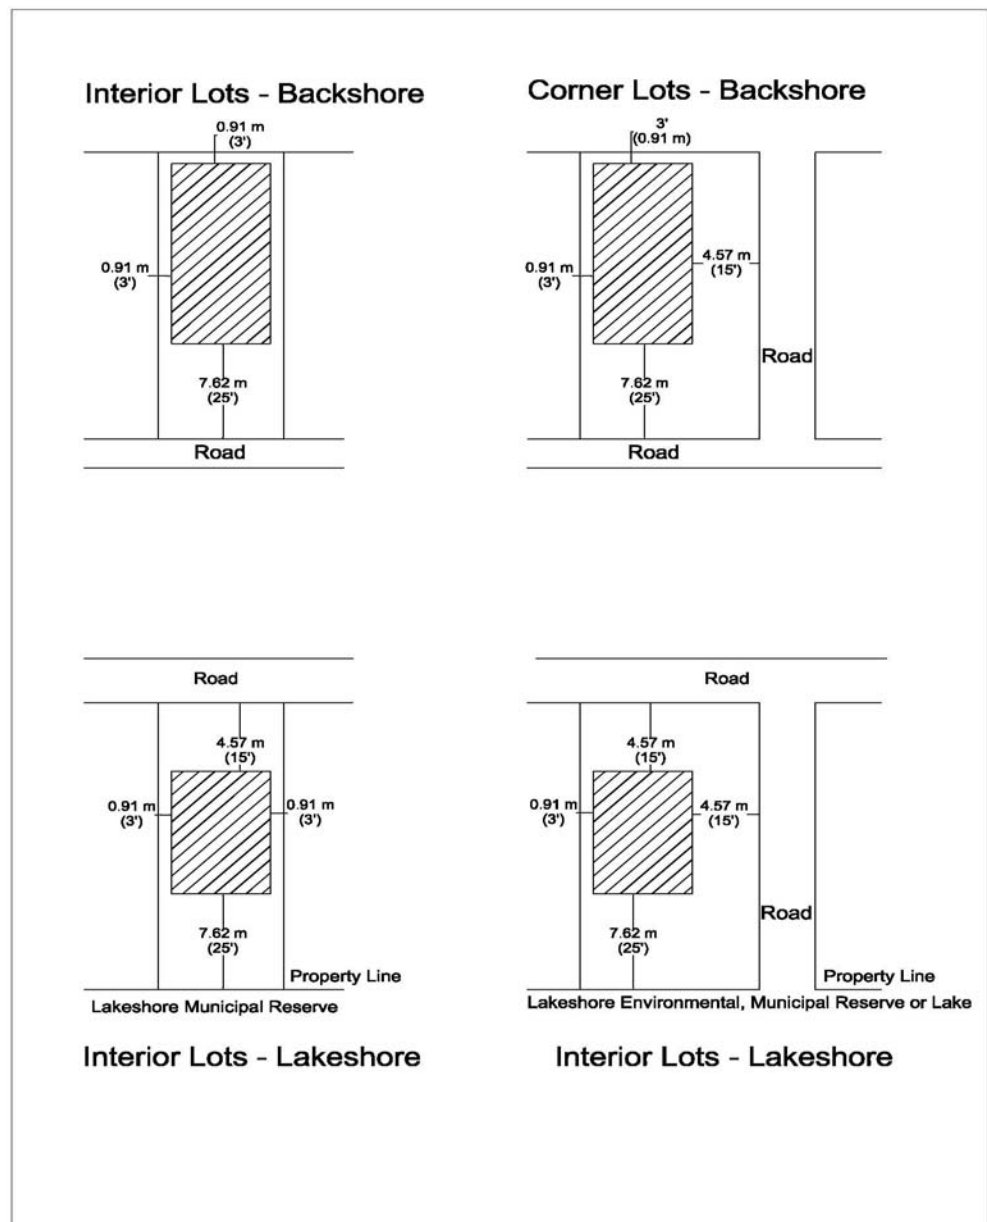 Interior Lots - Backshore
0.91 m
(3')
0.91 m
(3')
7.62 m
(25')
Road
Corner Lots - Backshore
3'
(0.91 m)
0.91 m
(3')
4.57 m
(15')
7.62 m
(25')
Road
Road
Road
4.57 m
(15')
0.91 m
(3')
0.91 m
(3')
7.62 m
(25')
Property Line
Lakeshore Municipal Reserve
Interior Lots - Lakeshore
Road
4.57 m
(15')
0.91 m
(3')
4.57 m
(15')
Road
7.62 m
(25')
Property Line
Lakeshore Environmental, Municipal Reserve or Lake
Interior Lots - Lakeshore